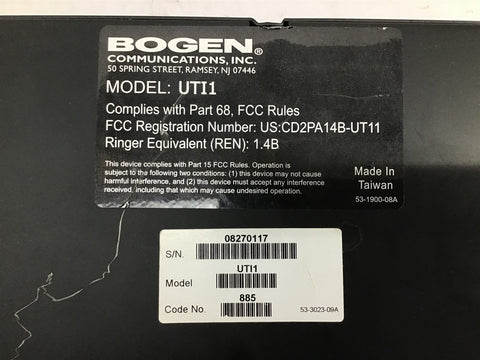 BOGEN®
COMMUNICATIONS, INC.
50 SPRING STREET, RAMSEY, NJ 07446
MODEL: UTI1
Complies with Part 68, FCC Rules
FCC Registration Number: US:CD2PA14B-UT11
Ringer Equivalent (REN): 1.4B
This device complies with Part 15 FCC Rules. Operation is
subject to the following two conditions: (1) this device may not cause
harmful interference, and (2) this device must accept any interference
received, including that which may cause undesired operation.
Made In
Taiwan
53-1900-08A
08270117
S/N.
UTI1
Model
885
Code No.
53-3023-09A